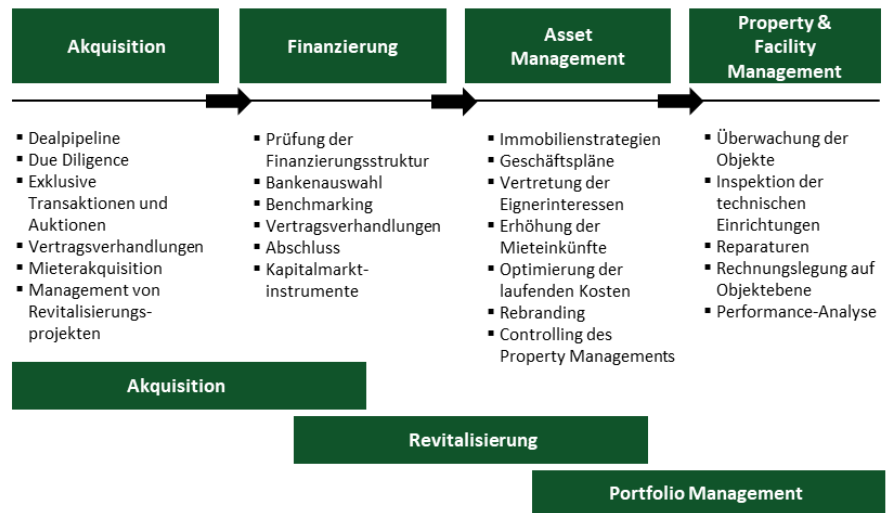 Akquisition
Finanzierung
Asset
Management
Property &
Facility
Management
▪ Dealpipeline
▪ Due Diligence
▪ Exklusive
Transaktionen und
Auktionen
▪ Vertragsverhandlungen
▪ Mieterakquisition
▪ Management von
Revitalisierungs-
projekten
▪ Prüfung der
Finanzierungsstruktur
▪ Bankenauswahl
▪ Benchmarking
▪ Vertragsverhandlungen
▪ Abschluss
▪ Kapitalmarkt-
instrumente
▪ Immobilienstrategien
▪ Geschäftspläne
▪ Vertretung der
Eignerinteressen
▪ Erhöhung der
Mieteinkünfte
▪ Optimierung der
laufenden Kosten
▪ Rebranding
▪ Controlling des
Property Managements
▪ Überwachung der
Objekte
▪ Inspektion der
technischen
Einrichtungen
▪ Reparaturen
▪ Rechnungslegung auf
Objektebene
▪ Performance-Analyse
Akquisition
Revitalisierung
Portfolio Management